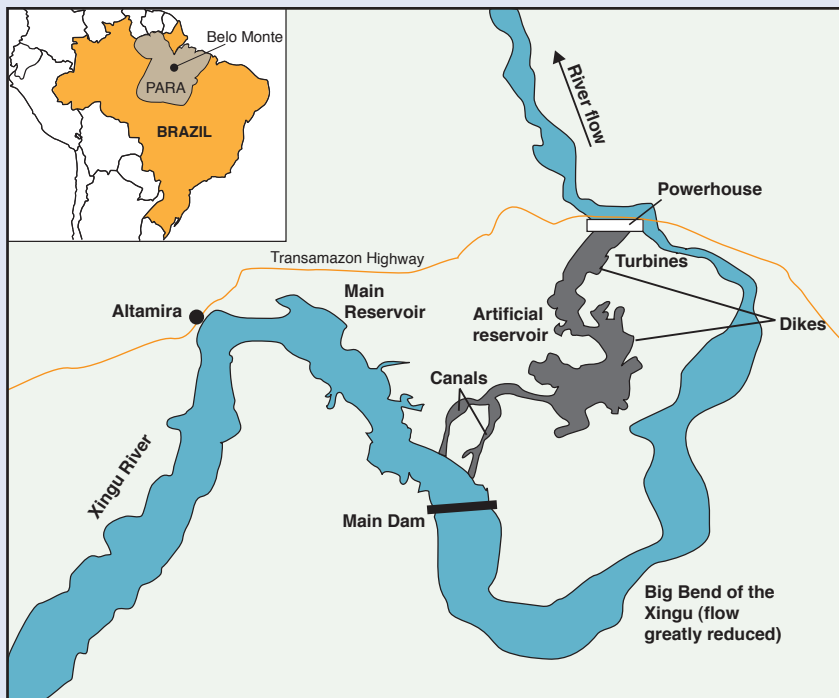 Belo Monte
PARA
BRAZIL
River flow
Powerhouse
Transamazon Highway
Turbines
Main
Reservoir
Altamira
Artificial
reservoir
Dikes
Canals
Xingu River
Main Dam
Big Bend of the
Xingu (flow
greatly reduced)